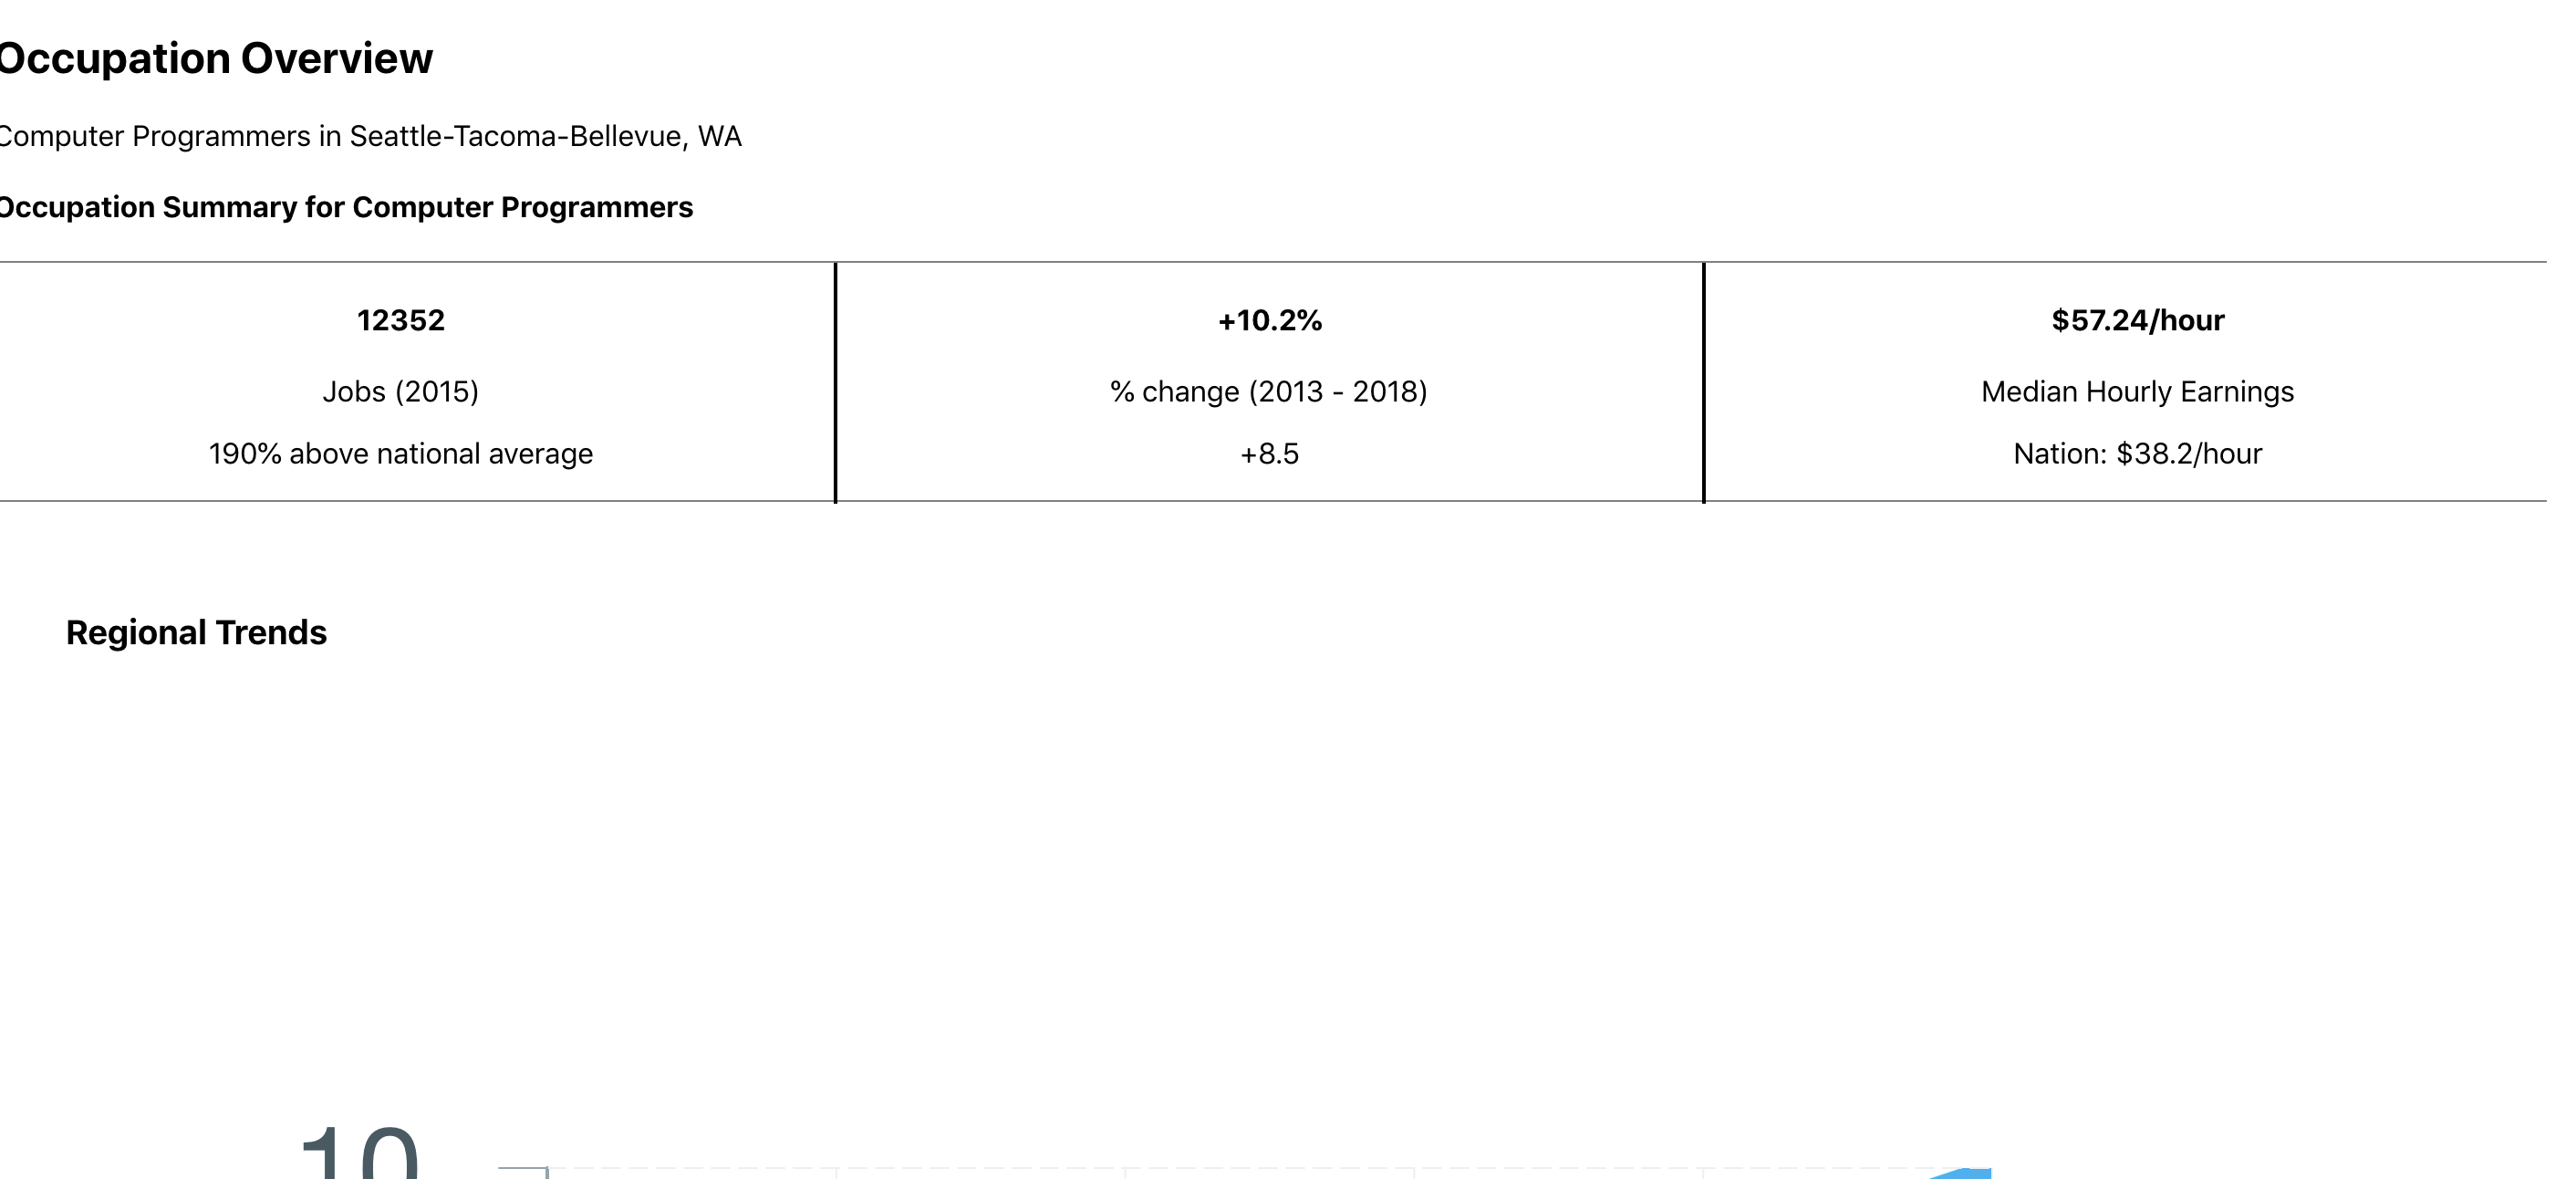 Occupation Overview
Computer Programmers in Seattle-Tacoma-Bellevue, WA
Occupation Summary for Computer Programmers
12352
Jobs (2015)
190% above national average
+10.2%
% change (2013 - 2018)
+8.5
$57.24/hour
Median Hourly Earnings
Nation: $38.2/hour
Regional Trends
10